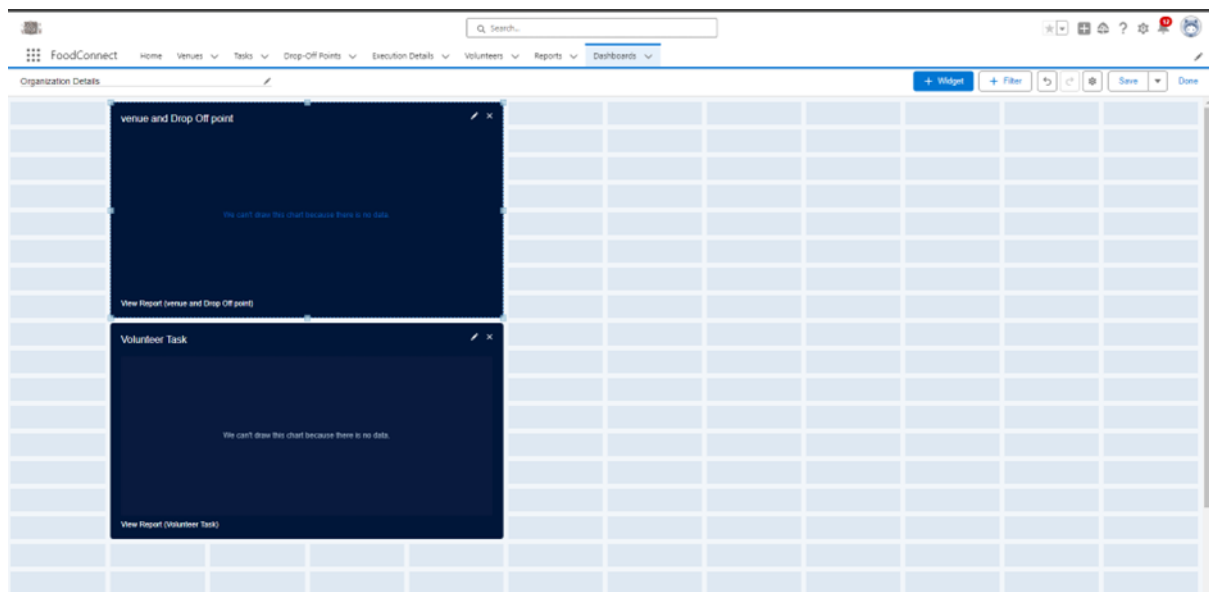 Search...
FoodConnect Home Venues Tasks Drop-Off Points Execution Details Volunteers Reports Dashboards
Organization Details + Widget + Filter Save Done
venue and Drop Off point
We can't draw this chart because there is no data.
View Report (venue and Drop Off point)
Volunteer Task
We can't draw this chart because there is no data.
View Report (Volunteer Task)